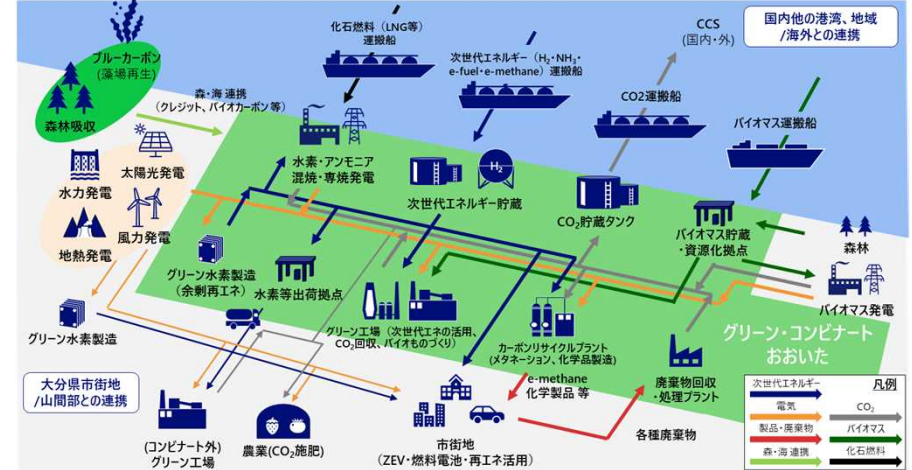 ブルーカーボン
(藻場再生)
森林吸収
森・海 連携
(クレジット、バイオカーボン 等)
化石燃料(LNG等)
運搬船
次世代エネルギー(H₂・NH₃・
e-fuel・e-methane)運搬船
CCS
(国内・外)
CO2運搬船
国内他の港湾、地域
/海外との連携
バイオマス運搬船
水力発電
太陽光発電
地熱発電
風力発電
水素・アンモニア
混焼・専焼発電
H₂
次世代エネルギー貯蔵
CO₂貯蔵タンク
バイオマス貯蔵
・資源化拠点
森林
バイオマス発電
グリーン水素製造
(余剰再エネ)
水素等出荷拠点
グリーン水素製造
グリーン工場(次世代エネの活用、
CO₂回収、バイオものづくり)
カーボンリサイクルプラント
(メタネーション、化学品製造)
グリーン・コンビナート
おおいた
大分県市街地
/山間部との連携
(コンビナート外)
グリーン工場
農業(CO₂施肥)
e-methane
化学製品 等
市街地
(ZEV・燃料電池・再エネ活用)
廃棄物回収
・処理プラント
各種廃棄物
凡例
次世代エネルギー
電気
CO₂
製品・廃棄物
バイオマス
森・海 連携
化石燃料